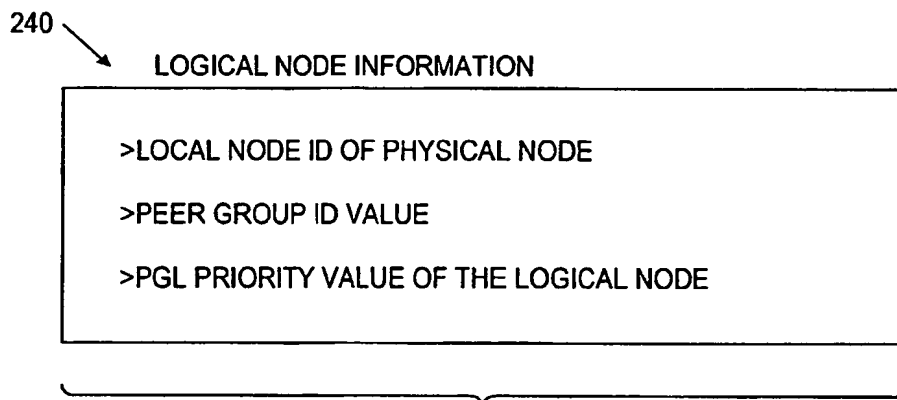 240
LOGICAL NODE INFORMATION
>LOCAL NODE ID OF PHYSICAL NODE
>PEER GROUP ID VALUE
>PGL PRIORITY VALUE OF THE LOGICAL NODE